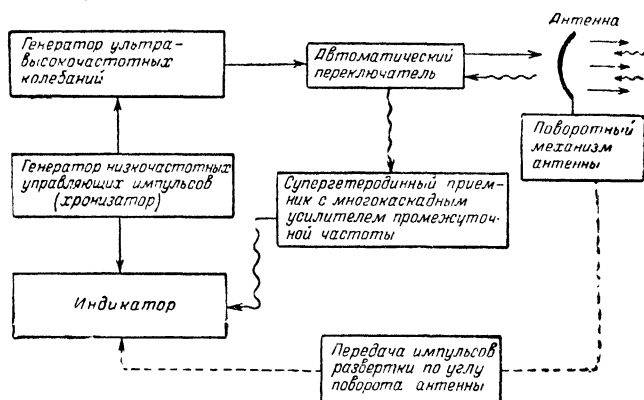 Антенна
Генератор ультра-
высокочастотных
колебаний
Автоматический
переключатель
Поворотный
механизм
антенны
Генератор низкочастотных
управляющих импульсов
(хронизатор)
Супергетеродинный прием-
ник с многокаскадным
усилителем промежуточ-
ной частоты
Индикатор
Передача импульсов
развертки по углу
поворота антенны